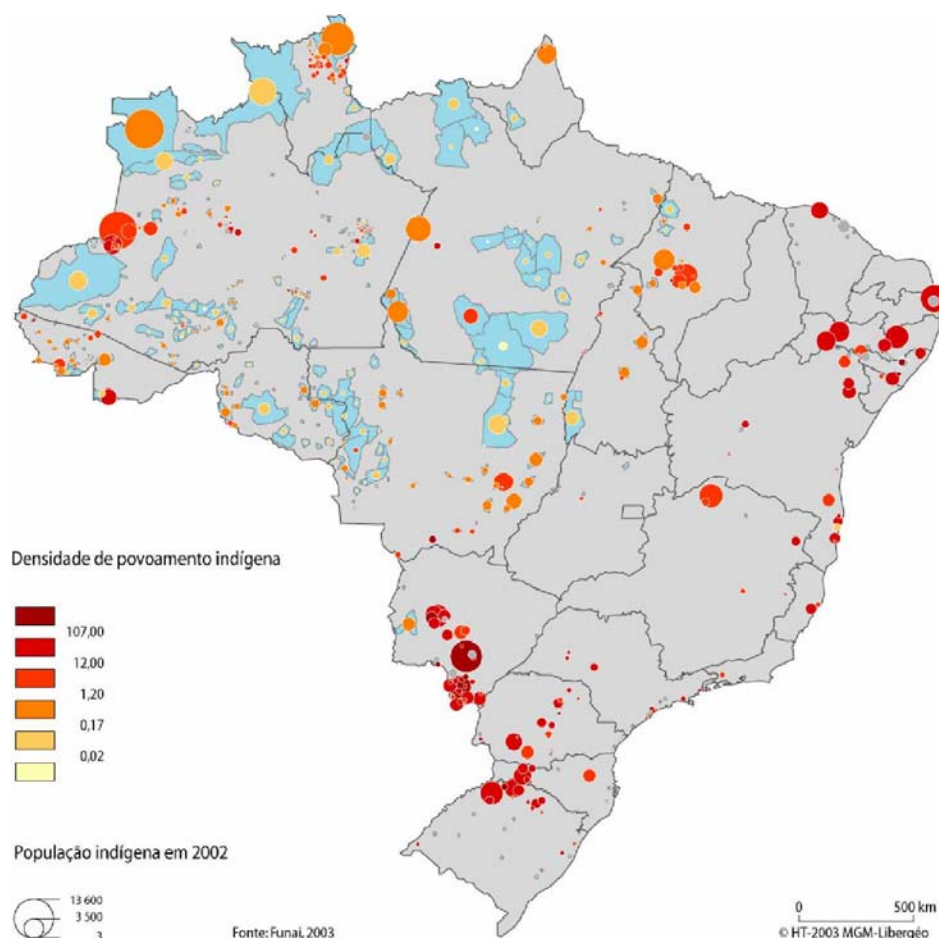 Densidade de povoamento indígena
107,00
12,00
1,20
0,17
0,02
População indígena em 2002
13 600
3 500
3
Fonte: Funai, 2003
0 500 km
© HT-2003 MGM-Libergéo